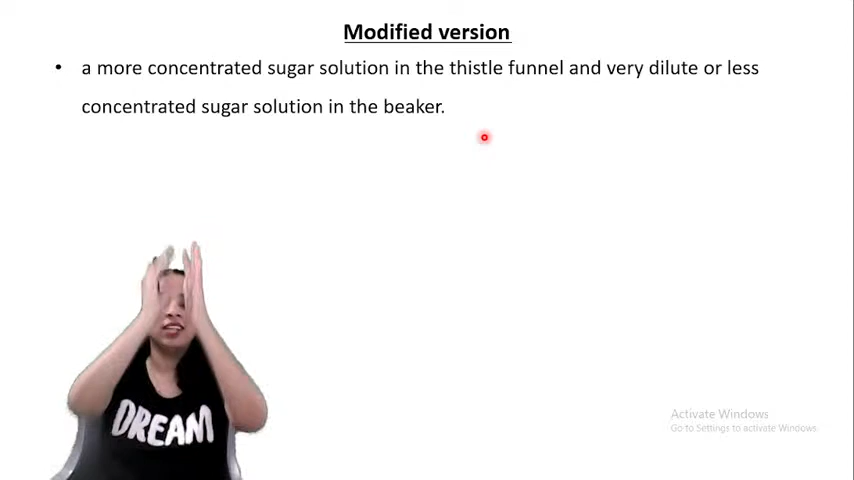 Modified version
• a more concentrated sugar solution in the thistle funnel and very dilute or less
concentrated sugar solution in the beaker.
DREAM
Activate Windows
Go to Settings to activate Windows.